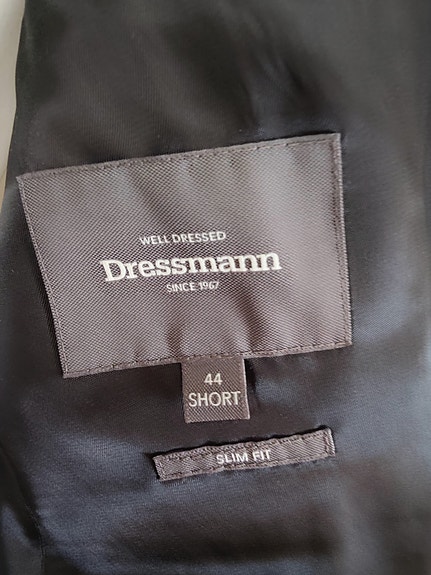 WELL DRESSED
Dressmann
SINCE 1967
44
SHORT
SLIM FIT